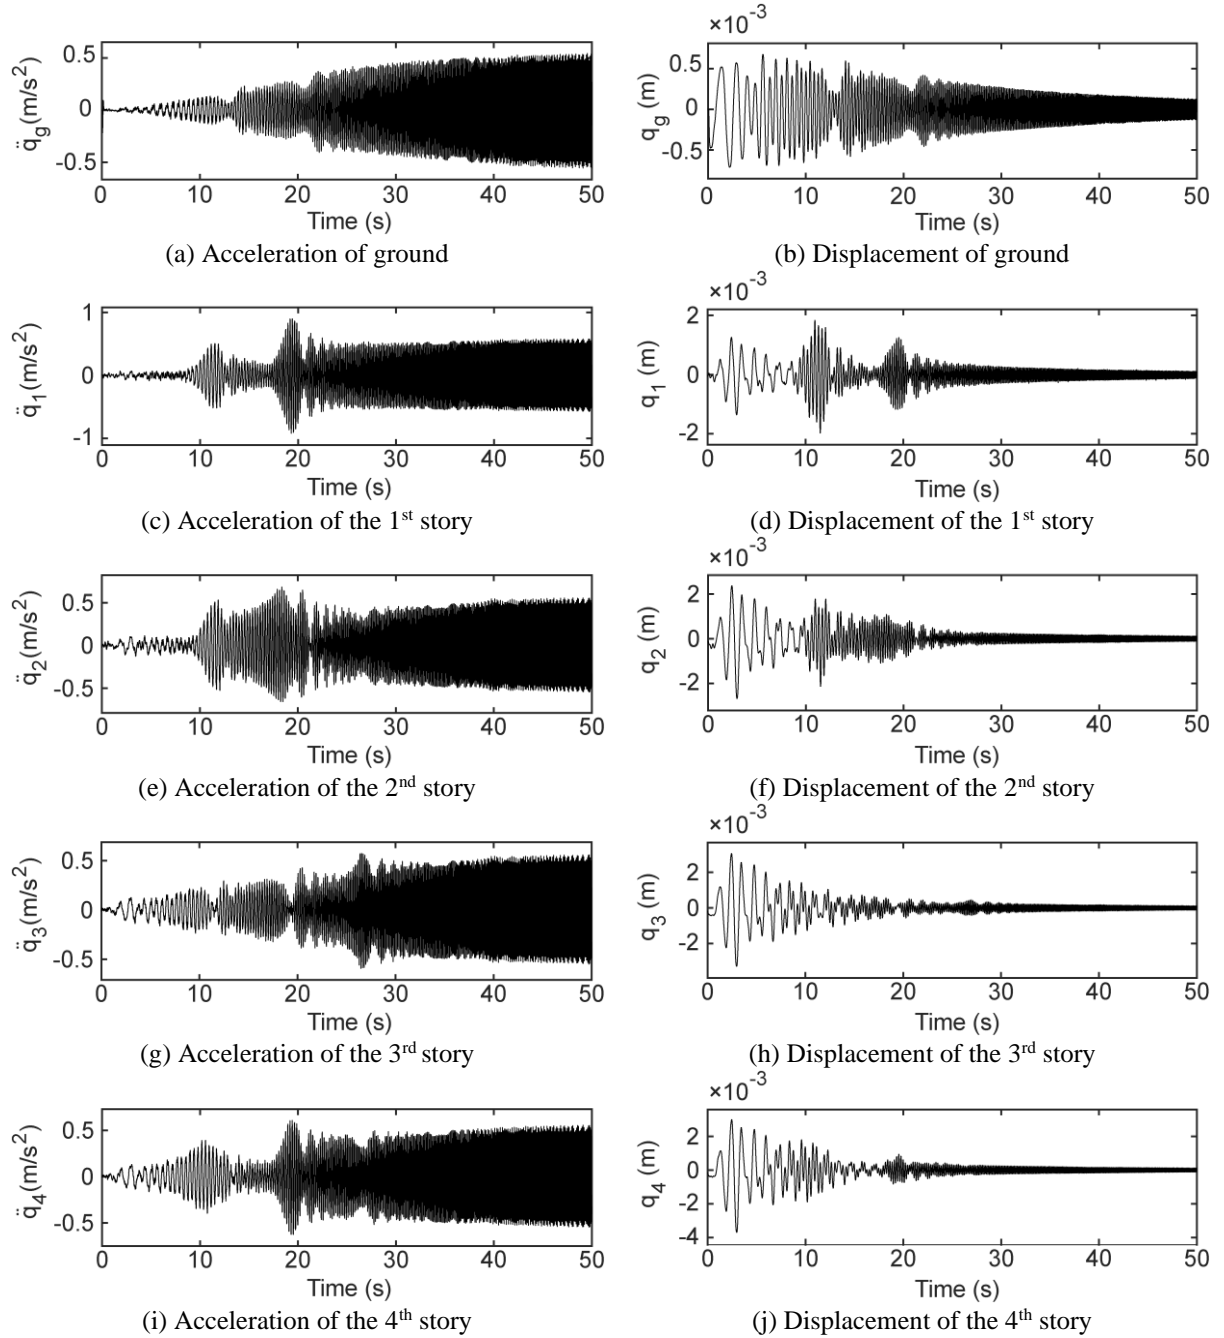 ×10⁻³
0.5
0
-0.5
q̈g(m/s²)
0 10 20 30 40 50
Time (s)
(a) Acceleration of ground
0.5
0
-0.5
qg (m)
0 10 20 30 40 50
Time (s)
(b) Displacement of ground
1
0
-1
q̈1(m/s²)
0 10 20 30 40 50
Time (s)
(c) Acceleration of the 1st story
×10⁻³
2
0
-2
q1 (m)
0 10 20 30 40 50
Time (s)
(d) Displacement of the 1st story
0.5
0
-0.5
q̈2(m/s²)
0 10 20 30 40 50
Time (s)
(e) Acceleration of the 2nd story
×10⁻³
2
0
-2
q2 (m)
0 10 20 30 40 50
Time (s)
(f) Displacement of the 2nd story
0.5
0
-0.5
q̈3(m/s²)
0 10 20 30 40 50
Time (s)
(g) Acceleration of the 3rd story
×10⁻³
2
0
-2
q3 (m)
0 10 20 30 40 50
Time (s)
(h) Displacement of the 3rd story
0.5
0
-0.5
q̈4(m/s²)
0 10 20 30 40 50
Time (s)
(i) Acceleration of the 4th story
×10⁻³
2
0
-2
-4
q4 (m)
0 10 20 30 40 50
Time (s)
(j) Displacement of the 4th story